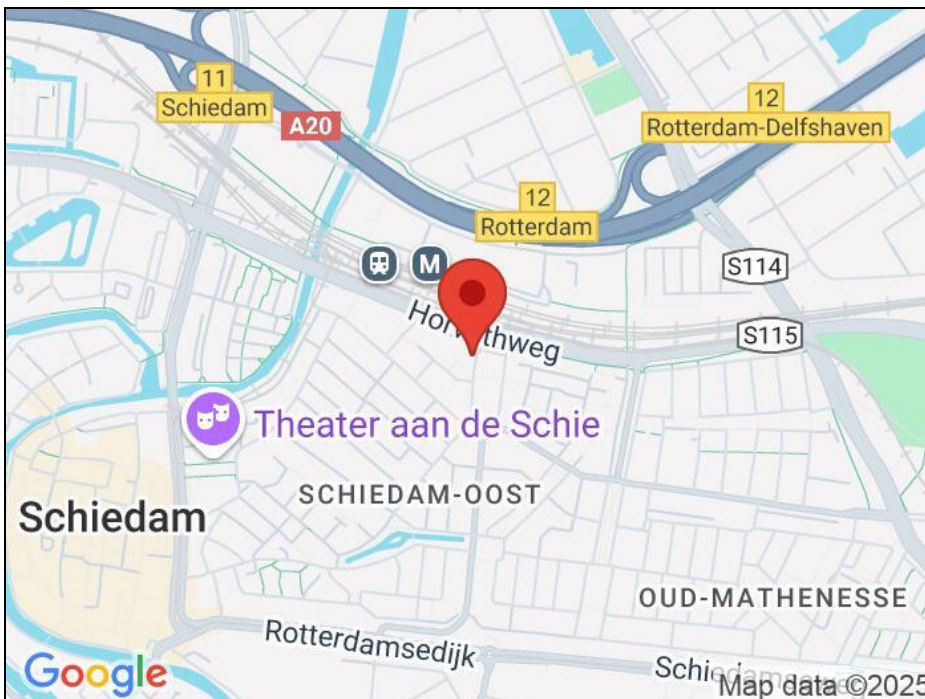 11
Schiedam
A20
12
Rotterdam-Delfshaven
12
Rotterdam
S114
M
S115
Theater aan de Schie
SCHIEDAM-OOST
Schiedam
OUD-MATHENESSE
Rotterdamsedijk
Google
Map data ©2025